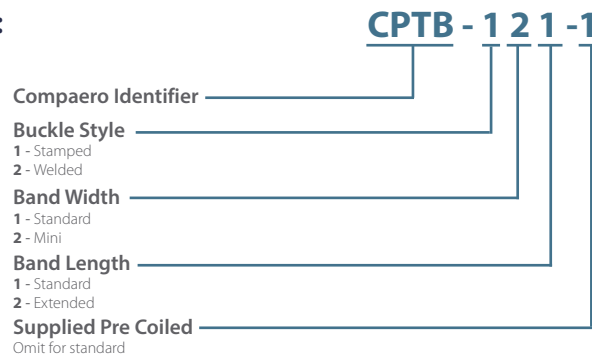 :
CPTB - 1 2 1 -1
Compaero Identifier
Buckle Style
1 - Stamped
2 - Welded
Band Width
1 - Standard
2 - Mini
Band Length
1 - Standard
2 - Extended
Supplied Pre Coiled
Omit for standard